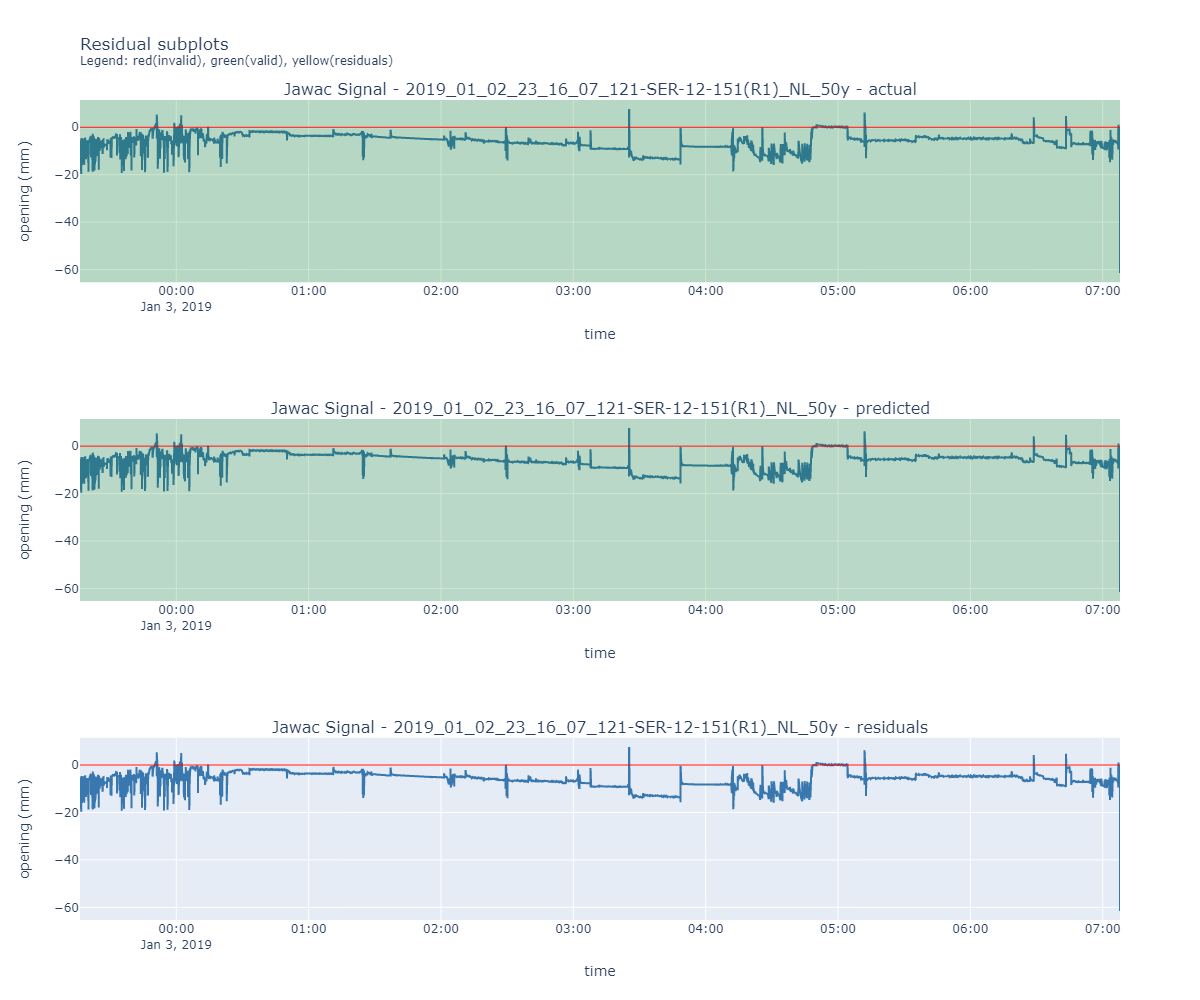 Residual subplots
Legend: red(invalid), green(valid), yellow(residuals)
Jawac Signal - 2019_01_02_23_16_07_121-SER-12-151(R1)_NL_50y - actual
0
−20
−40
−60
opening (mm)
00:00 01:00 02:00 03:00 04:00 05:00 06:00 07:00
Jan 3, 2019
time
Jawac Signal - 2019_01_02_23_16_07_121-SER-12-151(R1)_NL_50y - predicted
0
−20
−40
−60
opening (mm)
00:00 01:00 02:00 03:00 04:00 05:00 06:00 07:00
Jan 3, 2019
time
Jawac Signal - 2019_01_02_23_16_07_121-SER-12-151(R1)_NL_50y - residuals
0
−20
−40
−60
opening (mm)
00:00 01:00 02:00 03:00 04:00 05:00 06:00 07:00
Jan 3, 2019
time